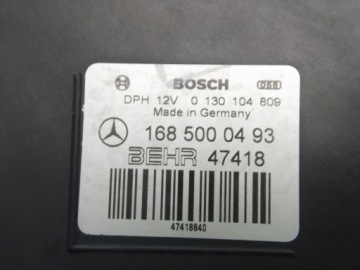 BOSCH
DPH 12V 0 130 104 809
Made in Germany
168 500 04 93
BEHR 47418
47418840